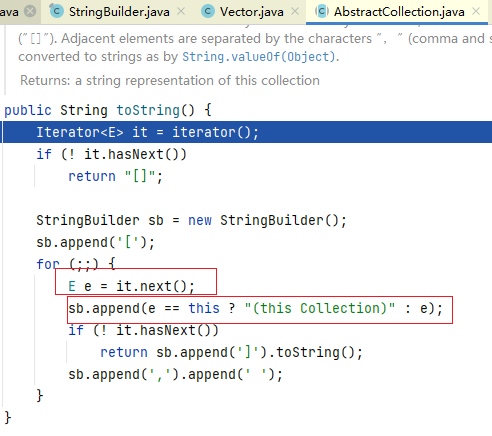 ava StringBuilder.java Vector.java AbstractCollection.java
("[]"). Adjacent elements are separated by the characters ", " (comma and s
converted to strings as by String.valueOf(Object).
Returns: a string representation of this collection
public String toString() {
Iterator<E> it = iterator();
if (! it.hasNext())
return "[]";
StringBuilder sb = new StringBuilder();
sb.append('[');
for (;;) {
E e = it.next();
sb.append(e == this ? "(this Collection)" : e);
if (! it.hasNext())
return sb.append(']').toString();
sb.append(',').append(' ');
}
}